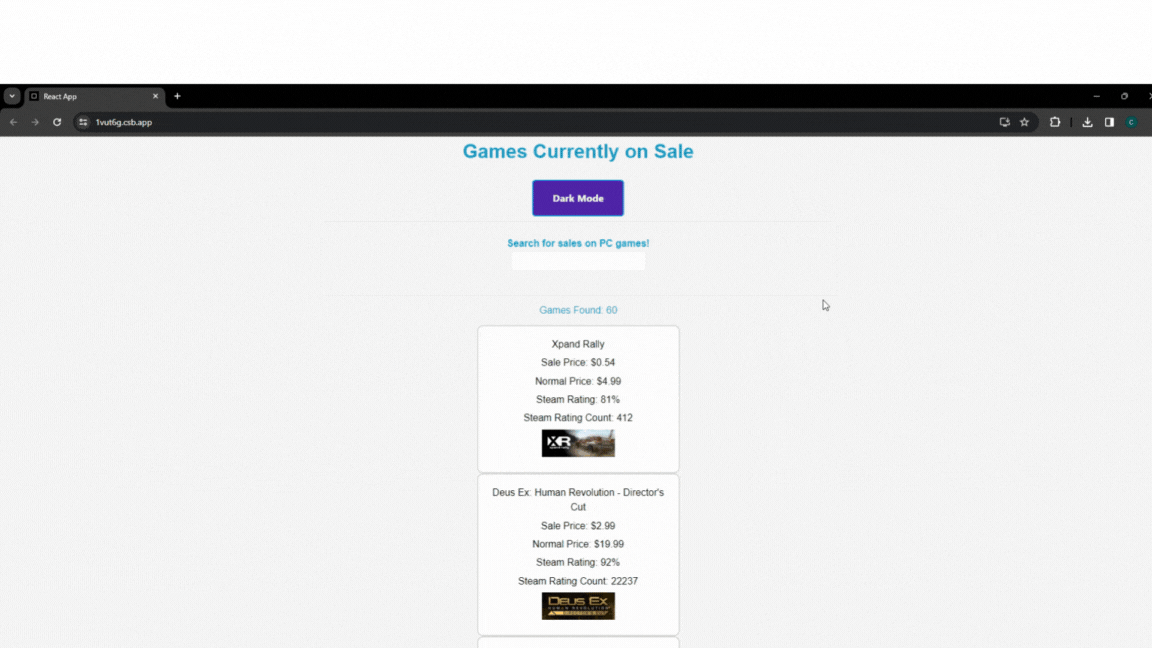 React App
1vut6g.csb.app
C
Games Currently on Sale
Dark Mode
Search for sales on PC games!
Games Found: 60
Xpand Rally
Sale Price: $0.54
Normal Price: $4.99
Steam Rating: 81%
Steam Rating Count: 412
XR
Deus Ex: Human Revolution - Director's
Cut
Sale Price: $2.99
Normal Price: $19.99
Steam Rating: 92%
Steam Rating Count: 22237
DEUS EX
HUMAN REVOLUTION
DIRECTOR'S CUT